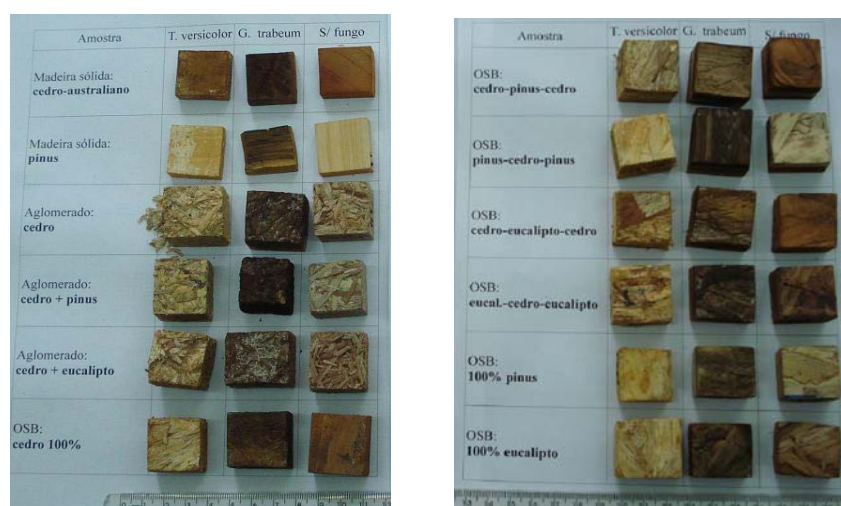 Amostra T. versicolor G. trabeum S/ fungo
Madeira sólida:
cedro-australiano
Madeira sólida:
pinus
Aglomerado:
cedro
Aglomerado:
cedro + pinus
Aglomerado:
cedro + eucalipto
OSB:
cedro 100%
Amostra T. versicolor G. trabeum S/ fungo
OSB:
cedro-pinus-cedro
OSB:
pinus-cedro-pinus
OSB:
cedro-eucalipto-cedro
OSB:
eucal.-cedro-eucalipto
OSB:
100% pinus
OSB:
100% eucalipto